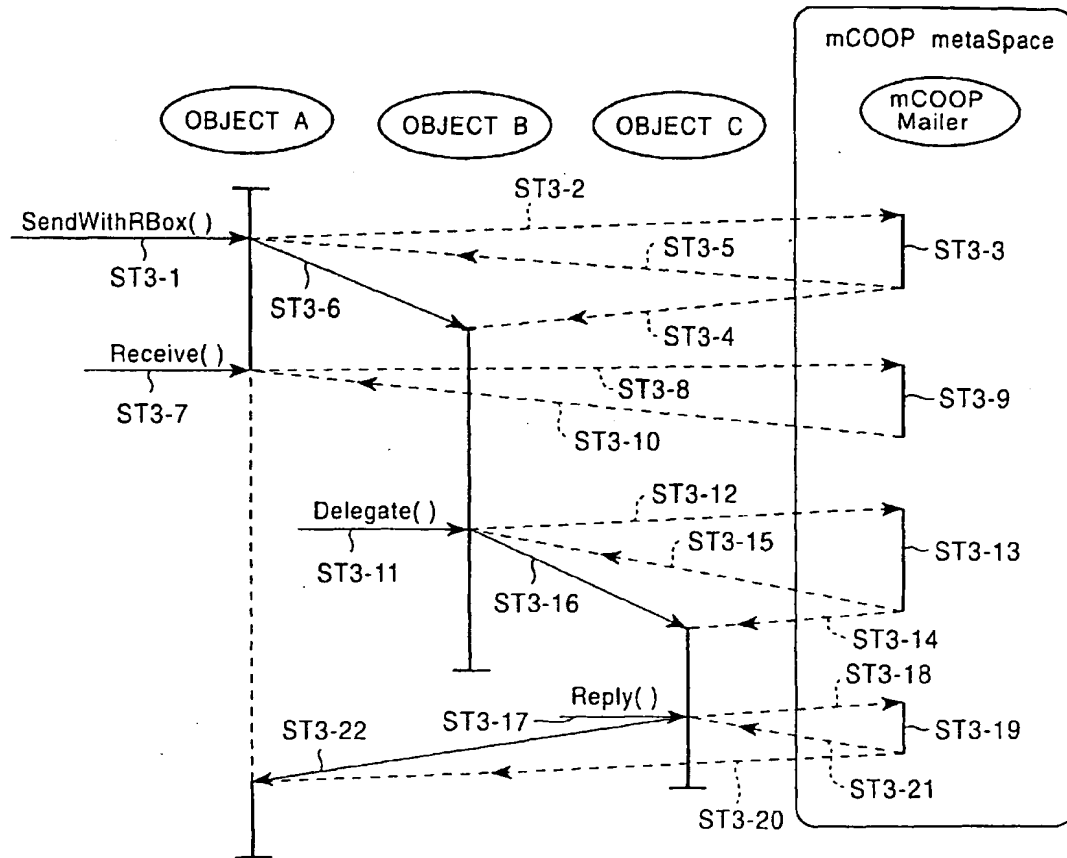 mCOOP metaSpace
OBJECT A
OBJECT B
OBJECT C
mCOOP
Mailer
SendWithRBox( )
ST3-1
ST3-2
ST3-5
ST3-3
ST3-6
ST3-4
Receive( )
ST3-7
ST3-8
ST3-9
ST3-10
Delegate( )
ST3-11
ST3-12
ST3-15
ST3-13
ST3-16
ST3-14
Reply( )
ST3-17
ST3-18
ST3-19
ST3-22
ST3-21
ST3-20